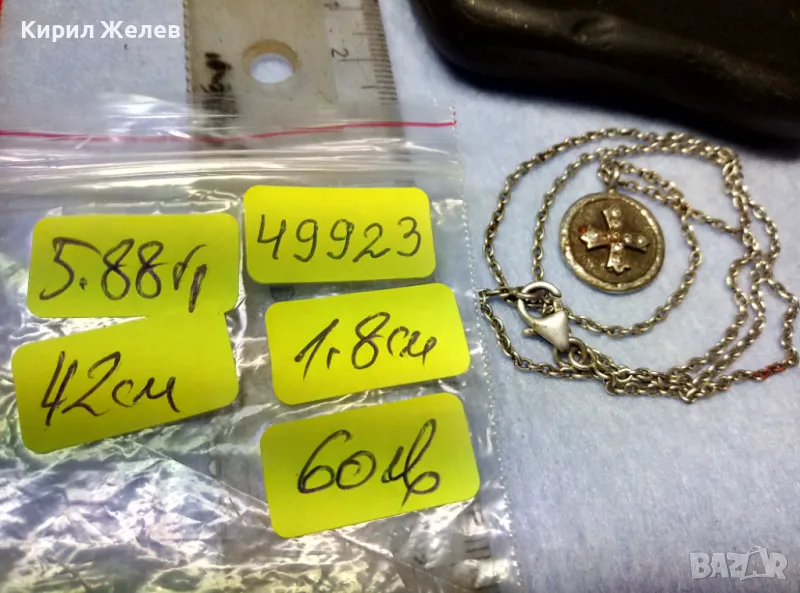 Кирил Желев
49923
5.88гр
1.8см
42см
60лв
BAZAR